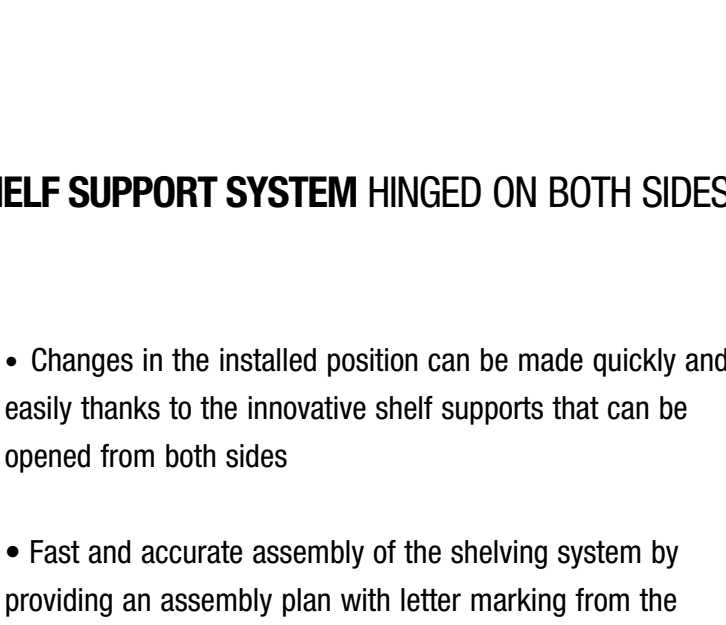 ELF SUPPORT SYSTEM HINGED ON BOTH SIDES
• Changes in the installed position can be made quickly and
easily thanks to the innovative shelf supports that can be
opened from both sides
• Fast and accurate assembly of the shelving system by
providing an assembly plan with letter marking from the